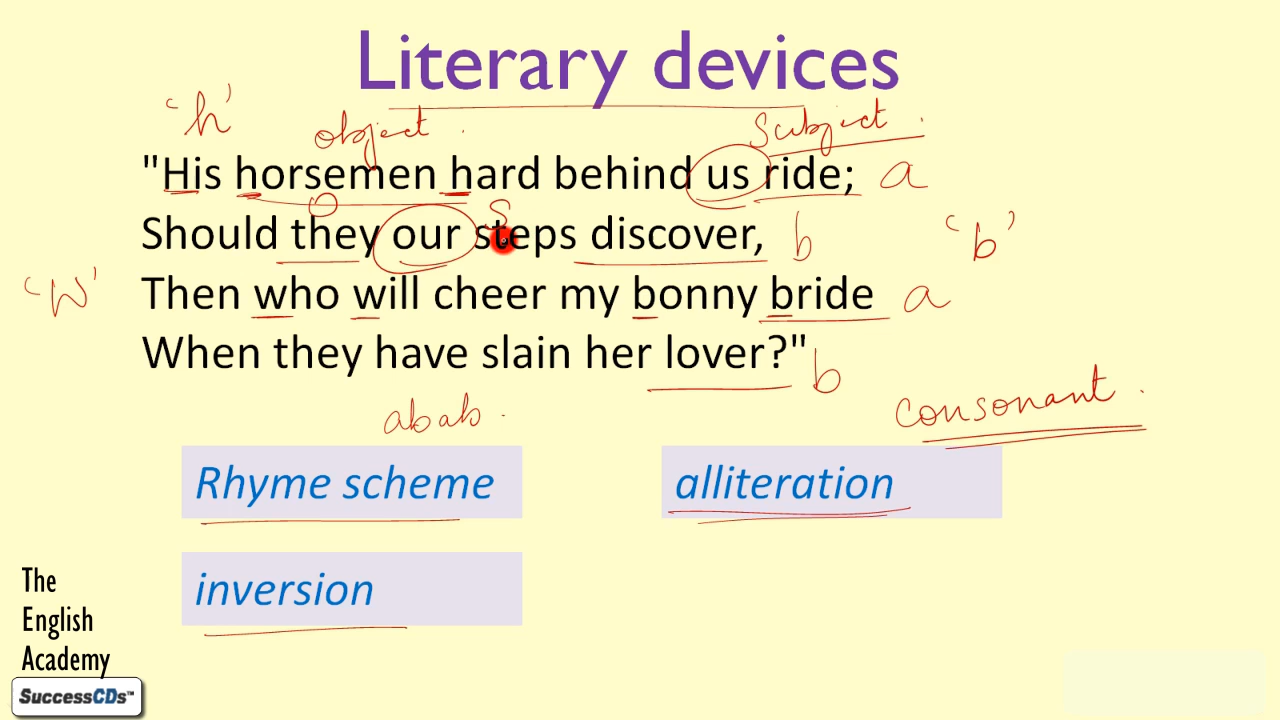 Literary devices
'h'
object.
Subject.
"His horsemen hard behind us ride; a
O S
Should they our steps discover, b 'b'
'W' Then who will cheer my bonny bride a
When they have slain her lover?" b
abab.
consonant.
Rhyme scheme
alliteration
inversion
The
English
Academy
SuccessCDs™